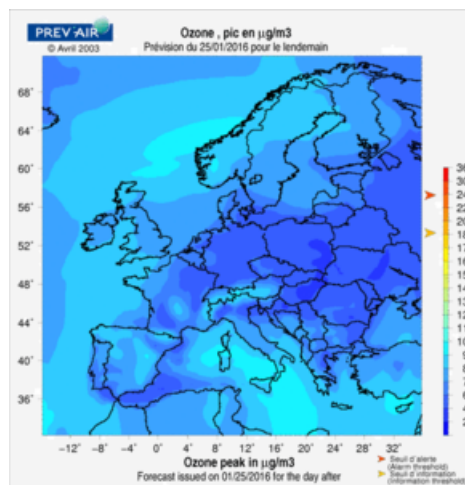 PREV'AIR
© Avril 2003
Ozone , pic en µg/m3
Prévision du 25/01/2016 pour le lendemain
68°
64°
60°
56°
52°
48°
44°
40°
36°
-12° -8° -4° 0° 4° 8° 12° 16° 20° 24° 28° 32°
Ozone peak in µg/m3
Forecast issued on 01/25/2016 for the day after
Seuil d'alerte
(Alarm threshold)
Seuil d'information
(Information threshold